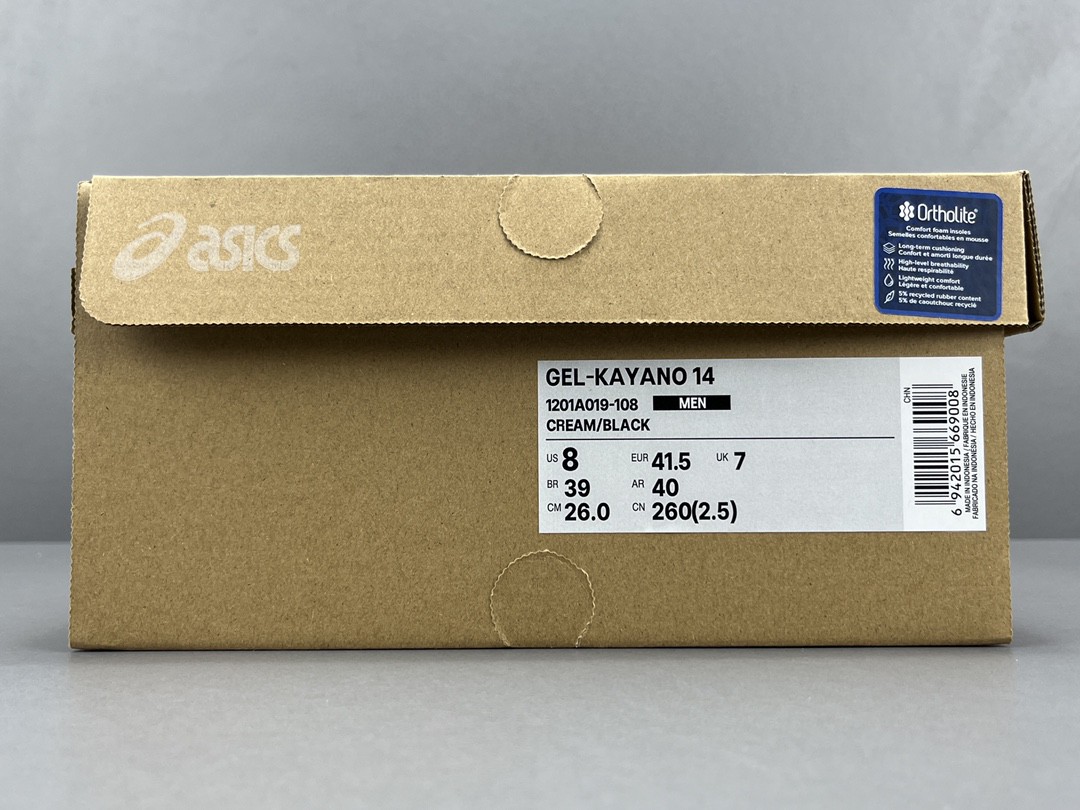 asics
Ortholite®
Comfort foam insoles
Semelles confortables en mousse
Long-term cushioning
Confort et amorti longue durée
High-level breathability
Haute respirabilité
Lightweight comfort
Légère et confortable
5% recycled rubber content
5% de caoutchouc recyclé
GEL-KAYANO 14
1201A019-108 MEN
CREAM/BLACK
US 8 EUR 41.5 UK 7
BR 39 AR 40
CM 26.0 CN 260(2.5)
CHN
6 942015 669008
MADE IN INDONESIA / FABRIQUÉ EN INDONÉSIE
FABRICADO NA INDONÉSIA / HECHO EN INDONESIA